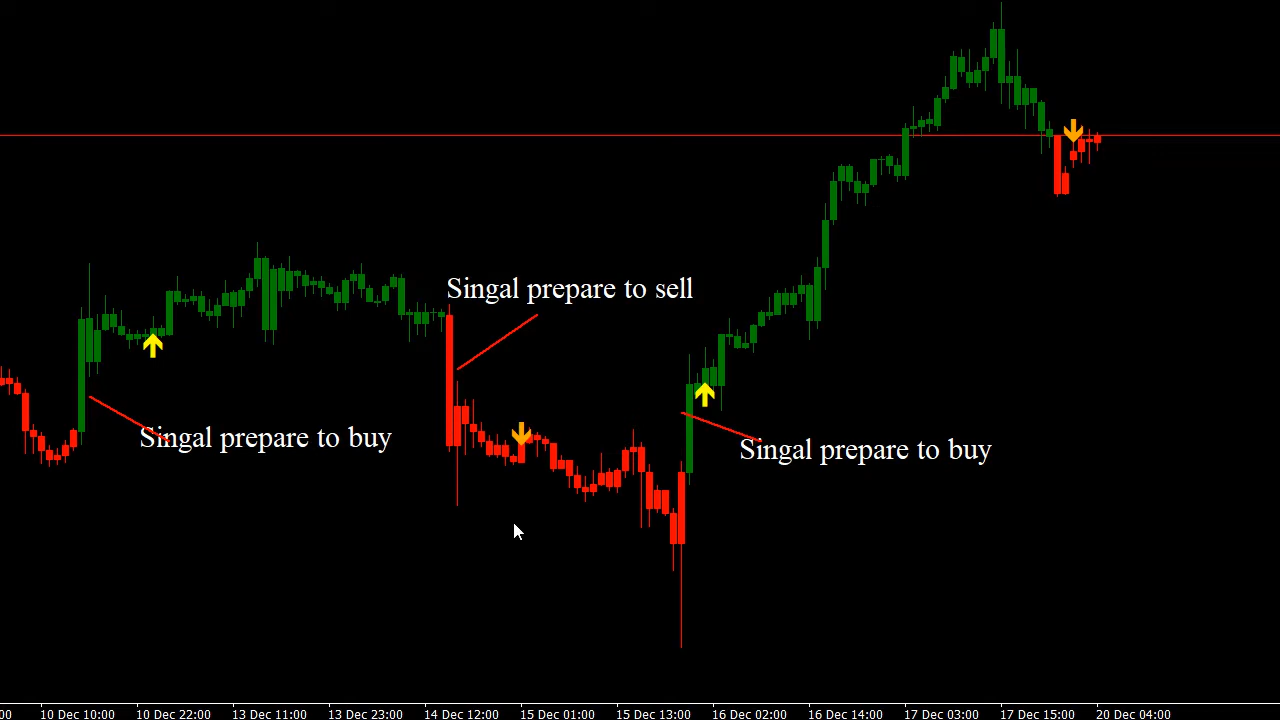 Singal prepare to sell
Singal prepare to buy
Singal prepare to buy
:00 10 Dec 10:00 10 Dec 22:00 13 Dec 11:00 13 Dec 23:00 14 Dec 12:00 15 Dec 01:00 15 Dec 13:00 16 Dec 02:00 16 Dec 14:00 17 Dec 03:00 17 Dec 15:00 20 Dec 04:00